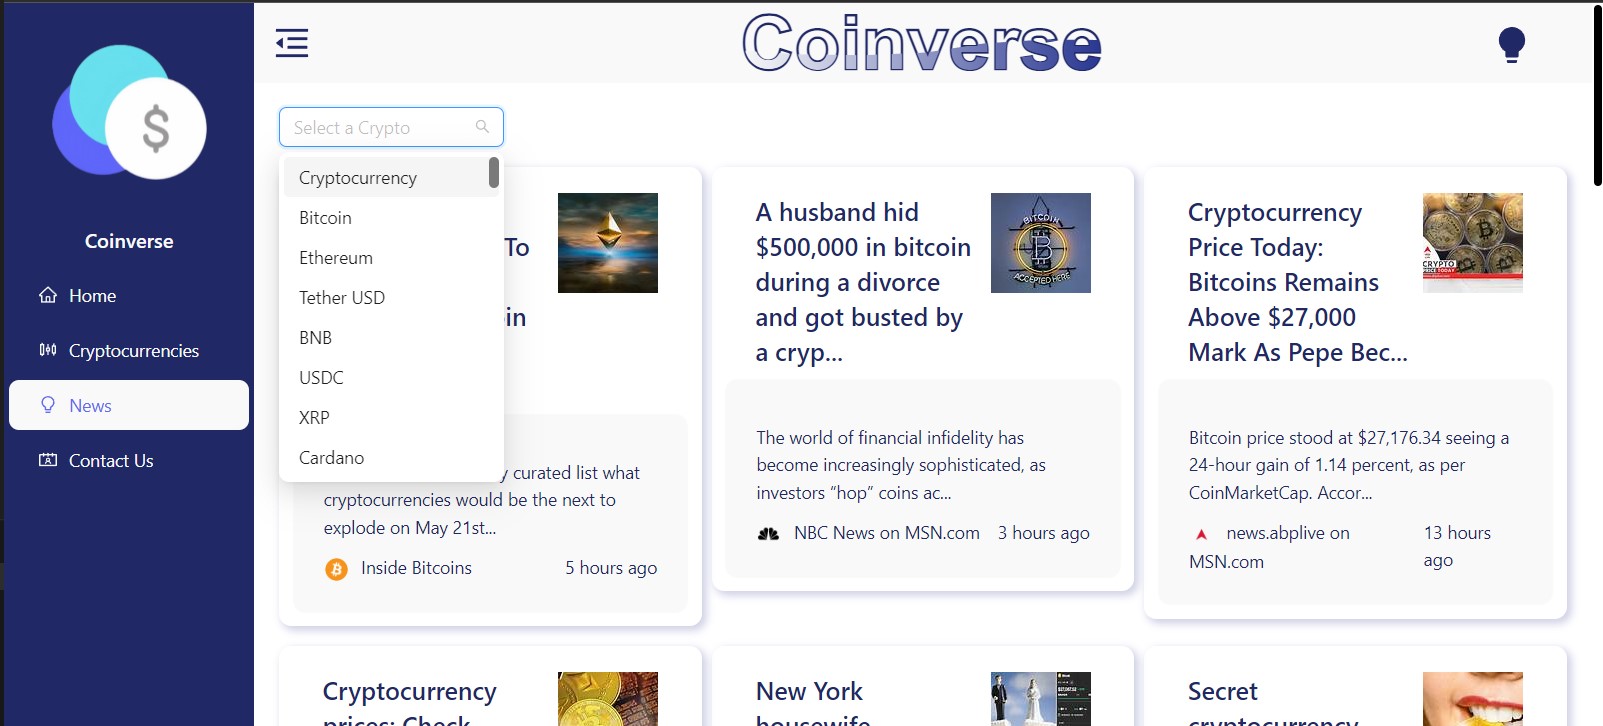 Coinverse
$
Coinverse
Home
Cryptocurrencies
News
Contact Us
Select a Crypto
Cryptocurrency
Bitcoin
Ethereum
Tether USD
BNB
USDC
XRP
Cardano
To
in
curated list what
cryptocurrencies would be the next to
explode on May 21st...
Inside Bitcoins
5 hours ago
A husband hid
$500,000 in bitcoin
during a divorce
and got busted by
a cryp...
BITCOIN
B
ACCEPTED HERE
The world of financial infidelity has
become increasingly sophisticated, as
investors “hop” coins ac...
NBC News on MSN.com
3 hours ago
Cryptocurrency
Price Today:
Bitcoins Remains
Above $27,000
Mark As Pepe Bec...
CRYPTO
PRICE TODAY
Bitcoin price stood at $27,176.34 seeing a
24-hour gain of 1.14 percent, as per
CoinMarketCap. Accor...
news.abplive on
MSN.com
13 hours
ago
Cryptocurrency
prices: Check
New York
housewife
Secret
cryptocurrency